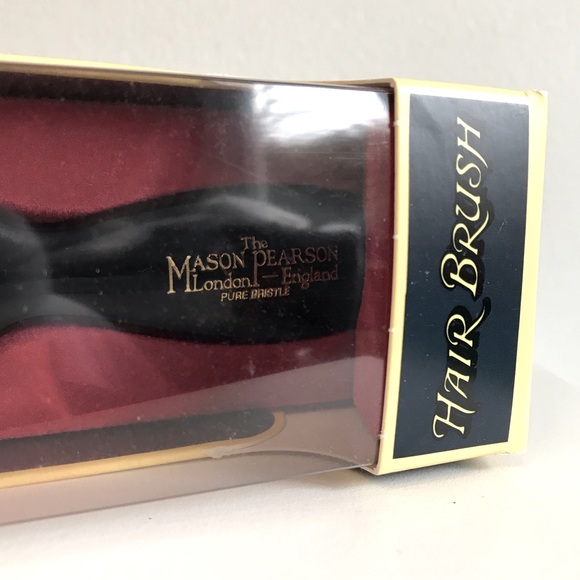 The
MASON PEARSON
London — England
PURE BRISTLE
HAIR BRUSH